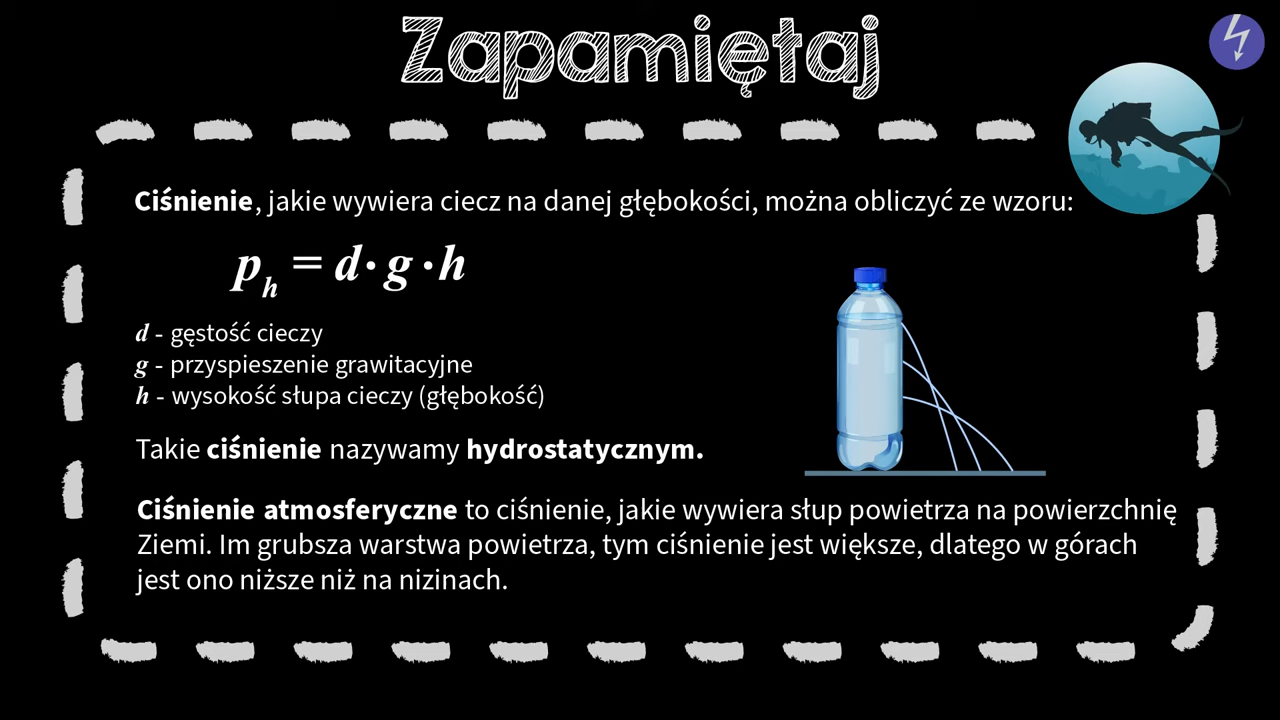 Zapamiętaj
Ciśnienie, jakie wywiera ciecz na danej głębokości, można obliczyć ze wzoru:
p_h = d · g · h
d - gęstość cieczy
g - przyspieszenie grawitacyjne
h - wysokość słupa cieczy (głębokość)
Takie ciśnienie nazywamy hydrostatycznym.
Ciśnienie atmosferyczne to ciśnienie, jakie wywiera słup powietrza na powierzchnię
Ziemi. Im grubsza warstwa powietrza, tym ciśnienie jest większe, dlatego w górach
jest ono niższe niż na nizinach.